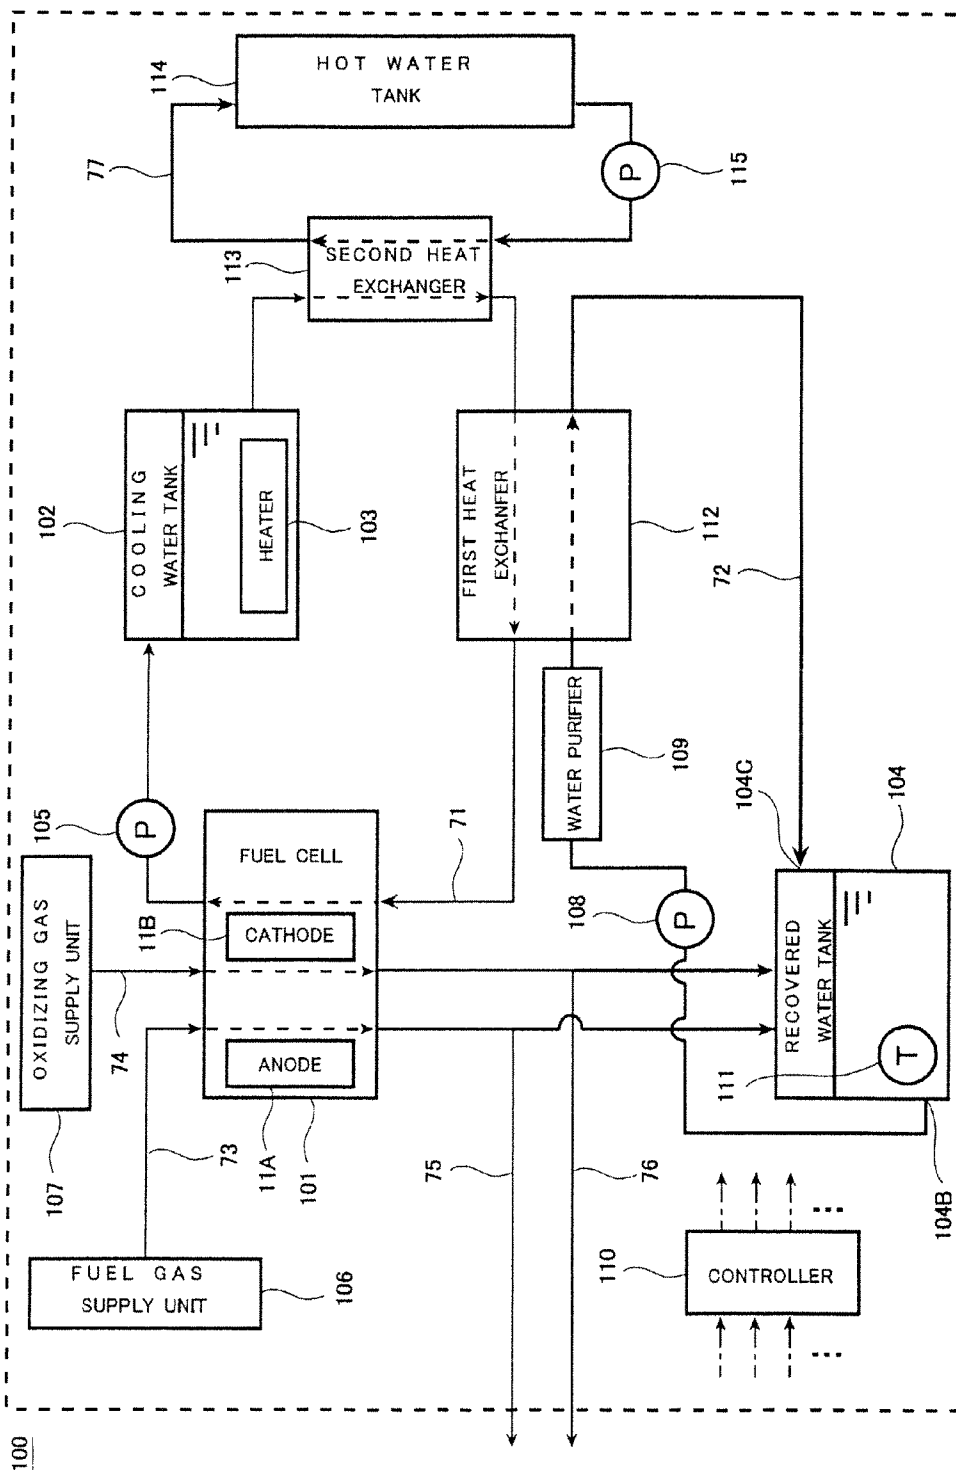 100
FUEL GAS
SUPPLY UNIT
106
OXIDIZING GAS
SUPPLY UNIT
107
73
74
FUEL CELL
11B
CATHODE
ANODE
11A
101
105
P
COOLING
WATER TANK
102
HEATER
103
77
HOT WATER
TANK
114
P
115
SECOND HEAT
EXCHANGER
113
FIRST HEAT
EXCHANFER
112
71
75
76
WATER PURIFIER
109
P
108
72
CONTROLLER
110
RECOVERED
WATER TANK
104C
104
T
111
104B